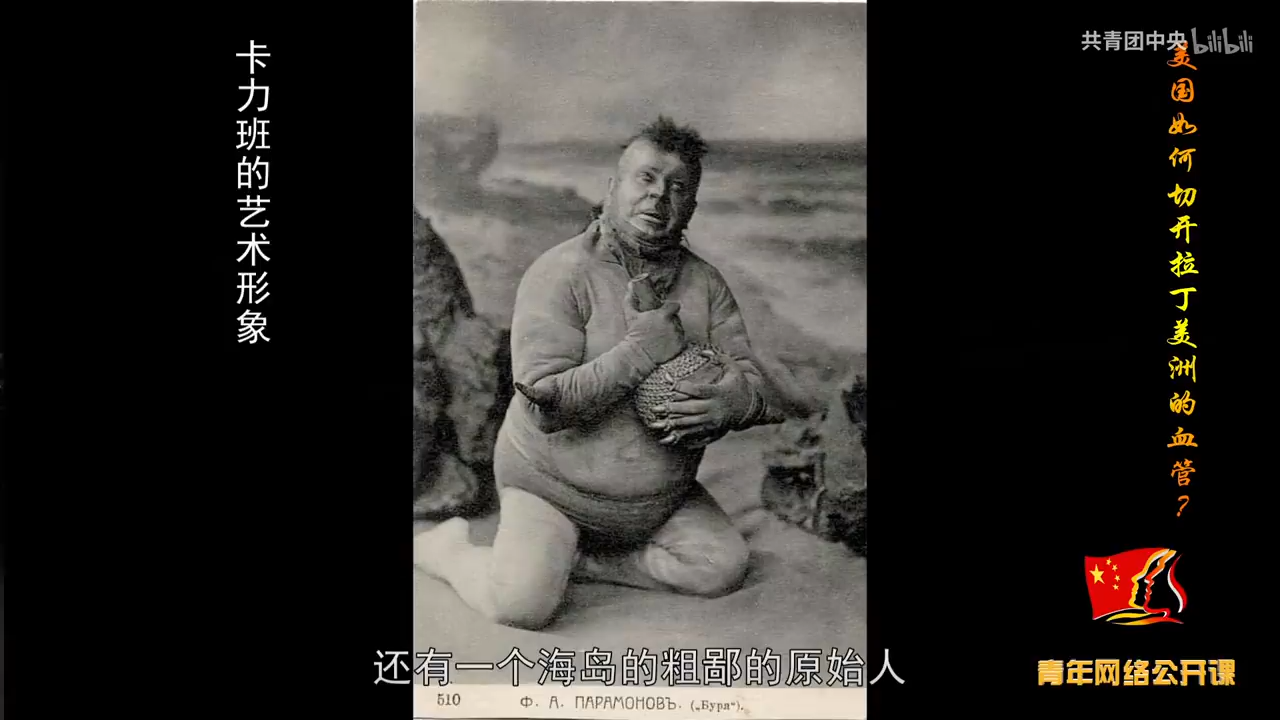 卡力班的艺术形象
共青团中央 bilibili
美国如何切开拉丁美洲的血管？
青年网络公开课
还有一个海岛的粗鄙的原始人
510 Ф. А. ПАРАМОНОВЪ. („Буря“).